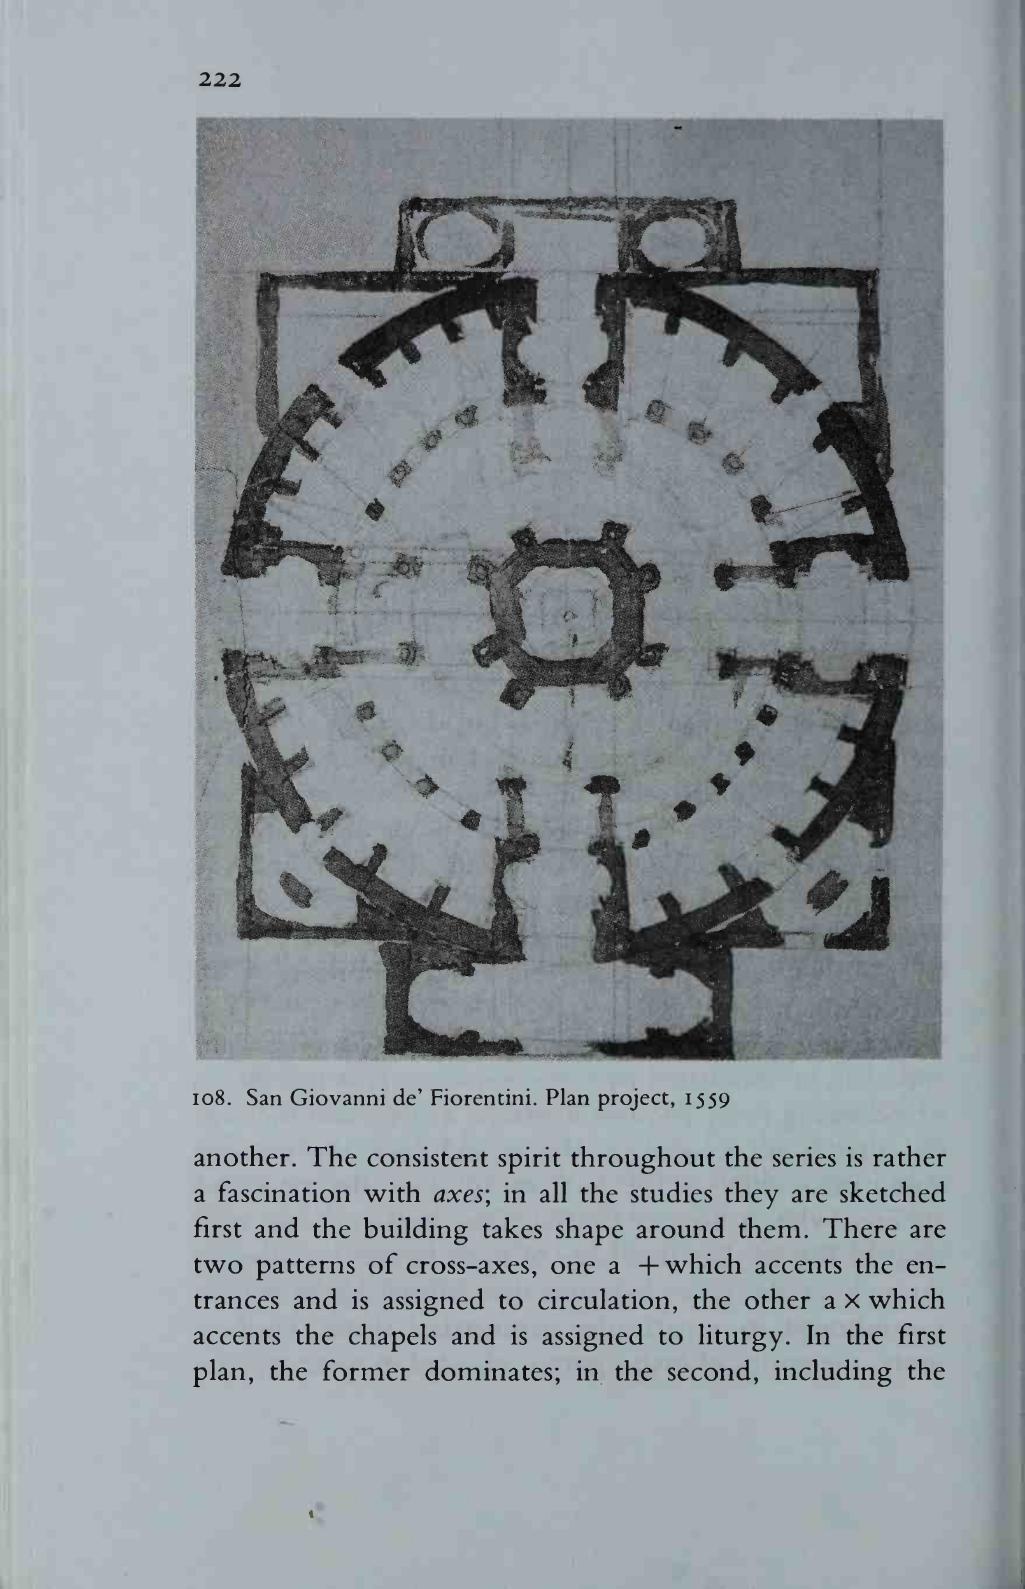 222
108. San Giovanni de' Fiorentini. Plan project, 1559
another. The consistent spirit throughout the series is rather
a fascination with axes; in all the studies they are sketched
first and the building takes shape around them. There are
two patterns of cross-axes, one a + which accents the en-
trances and is assigned to circulation, the other a x which
accents the chapels and is assigned to liturgy. In the first
plan, the former dominates; in the second, including the